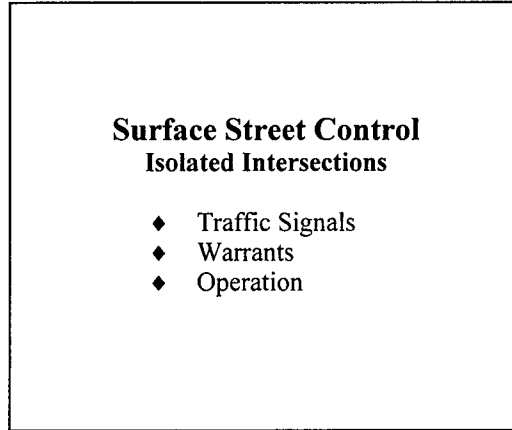 Surface Street Control
Isolated Intersections
♦ Traffic Signals
♦ Warrants
♦ Operation